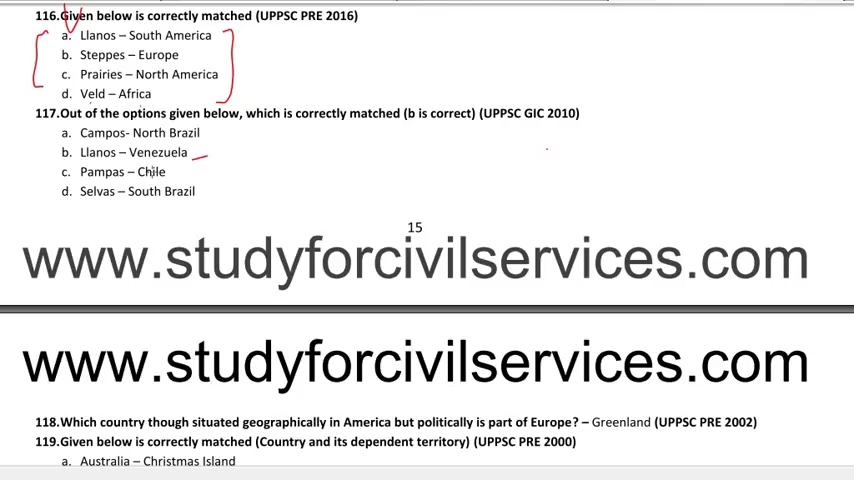 116.Given below is correctly matched (UPPSC PRE 2016)
a. Llanos – South America
b. Steppes – Europe
c. Prairies – North America
d. Veld – Africa
117.Out of the options given below, which is correctly matched (b is correct) (UPPSC GIC 2010)
a. Campos- North Brazil
b. Llanos – Venezuela
c. Pampas – Chile
d. Selvas – South Brazil
15
www.studyforcivilservices.com
www.studyforcivilservices.com
118.Which country though situated geographically in America but politically is part of Europe? – Greenland (UPPSC PRE 2002)
119.Given below is correctly matched (Country and its dependent territory) (UPPSC PRE 2000)
a. Australia – Christmas Island